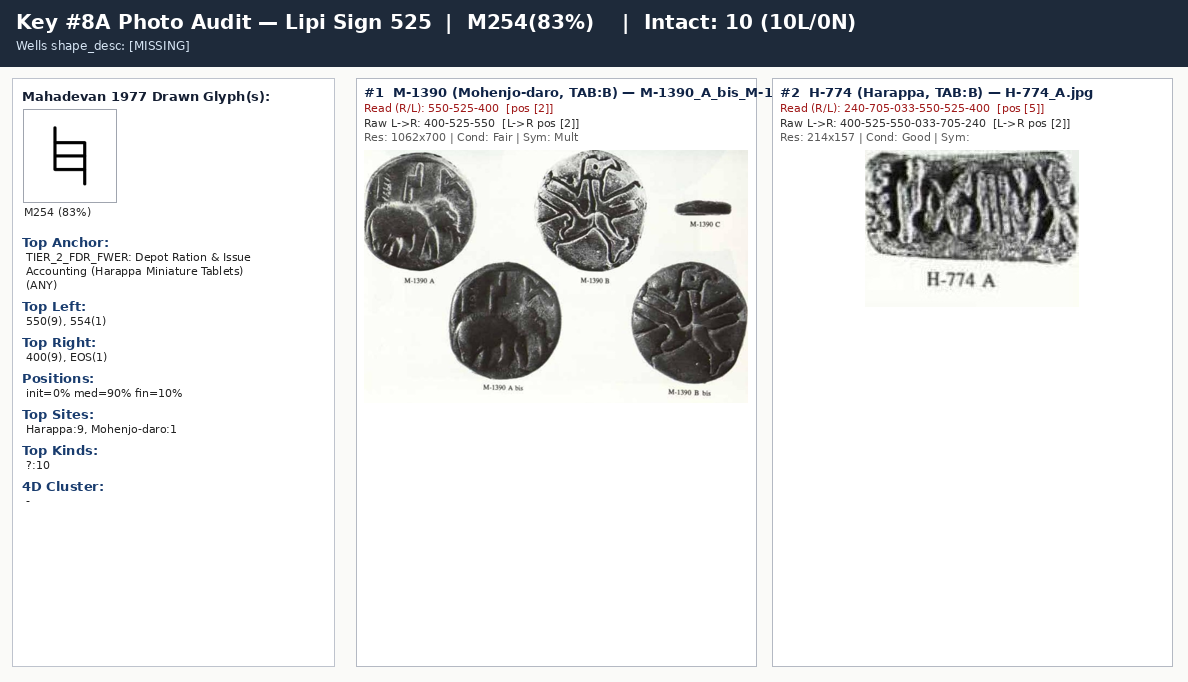 Key #8A Photo Audit — Lipi Sign 525 | M254(83%) | Intact: 10 (10L/0N)
Wells shape_desc: [MISSING]
Mahadevan 1977 Drawn Glyph(s):
M254 (83%)
Top Anchor:
TIER_2_FDR_FWER: Depot Ration & Issue
Accounting (Harappa Miniature Tablets)
(ANY)
Top Left:
550(9), 554(1)
Top Right:
400(9), EOS(1)
Positions:
init=0% med=90% fin=10%
Top Sites:
Harappa:9, Mohenjo-daro:1
Top Kinds:
?:10
4D Cluster:
-
#1 M-1390 (Mohenjo-daro, TAB:B) — M-1390_A_bis_M-1
Read (R/L): 550-525-400 [pos [2]]
Raw L->R: 400-525-550 [L->R pos [2]]
Res: 1062x700 | Cond: Fair | Sym: Mult
M-1390 A
M-1390 B
M-1390 C
M-1390 A bis
M-1390 B bis
#2 H-774 (Harappa, TAB:B) — H-774_A.jpg
Read (R/L): 240-705-033-550-525-400 [pos [5]]
Raw L->R: 400-525-550-033-705-240 [L->R pos [2]]
Res: 214x157 | Cond: Good | Sym:
H-774 A